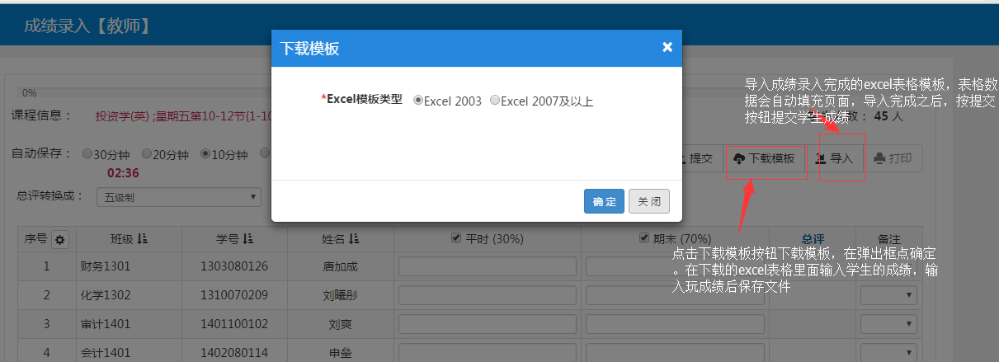 成绩录入【教师】
下载模板
*Excel模板类型 Excel 2003 Excel 2007及以上
确定 关闭
0%
导入成绩录入完成的excel表格模板，表格数
据会自动填充页面，导入完成之后，按提交
按钮提交学生成绩
课程信息： 投资学(英) ;星期五第10-12节{1-10
数： 45 人
自动保存： 30分钟 20分钟 10分钟
02:36
提交 下载模板 导入 打印
总评转换成： 五级制
序号 班级 学号 姓名 平时 (30%) 期末 (70%) 总评 备注
点击下载模板按钮下载模板，在弹出框点确定
。在下载的excel表格里面输入学生的成绩，输
入玩成绩后保存文件
1 财务1301 1303080126 唐加成
2 化学1302 1310070209 刘曦彤
3 审计1401 1401100102 刘爽
4 会计1401 1402080114 申垒